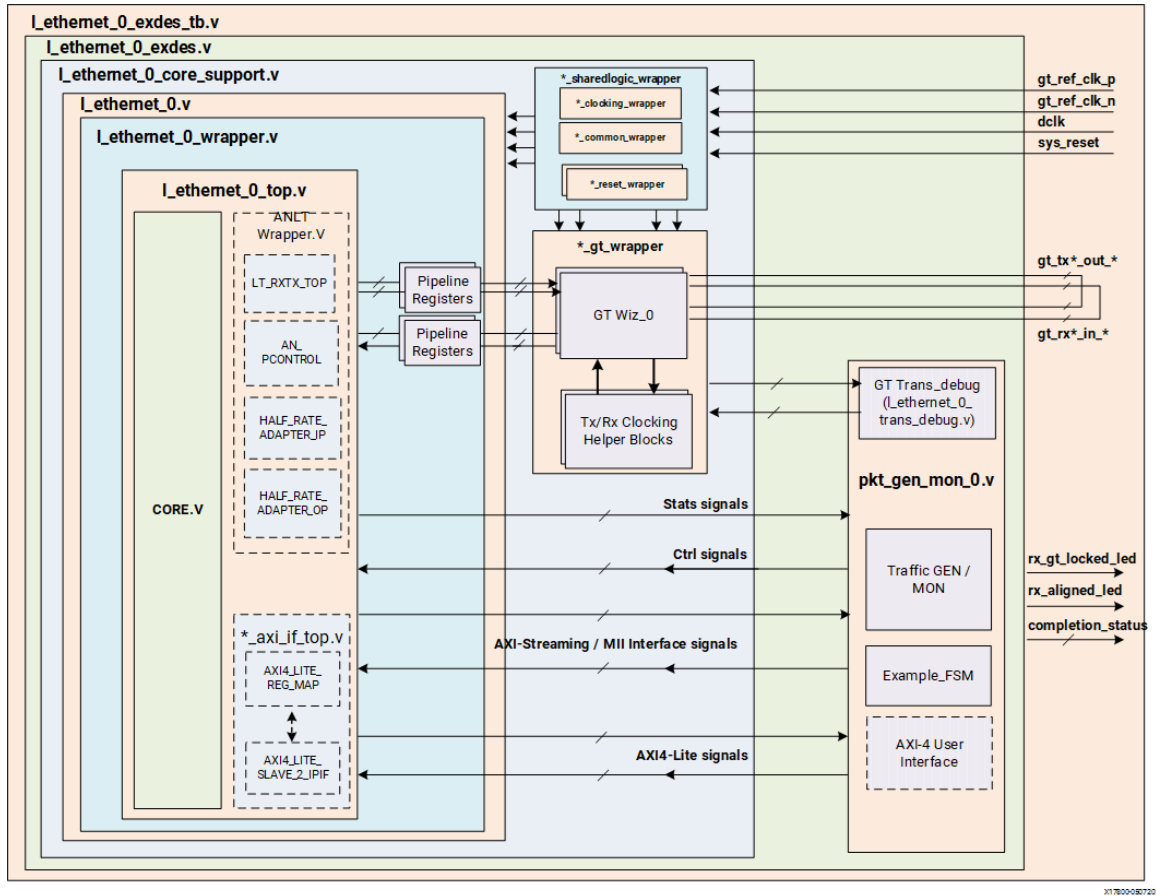 l_ethernet_0_exdes_tb.v
l_ethernet_0_exdes.v
l_ethernet_0_core_support.v
l_ethernet_0.v
l_ethernet_0_wrapper.v
l_ethernet_0_top.v
CORE.V
ANLT
Wrapper.V
LT_RXTX_TOP
AN_
PCONTROL
HALF_RATE_
ADAPTER_IP
HALF_RATE_
ADAPTER_OP
*_axi_if_top.v
AXI4_LITE_
REG_MAP
AXI4_LITE_
SLAVE_2_IPIF
Pipeline
Registers
Pipeline
Registers
*_sharedlogic_wrapper
*_clocking_wrapper
*_common_wrapper
*_reset_wrapper
*_gt_wrapper
GT Wiz_0
Tx/Rx Clocking
Helper Blocks
Stats signals
Ctrl signals
AXI-Streaming / MII Interface signals
AXI4-Lite signals
GT Trans_debug
(l_ethernet_0_
trans_debug.v)
pkt_gen_mon_0.v
Traffic GEN /
MON
Example_FSM
AXI-4 User
Interface
gt_ref_clk_p
gt_ref_clk_n
dclk
sys_reset
gt_tx*_out_*
gt_rx*_in_*
rx_gt_locked_led
rx_aligned_led
completion_status
X17800-050720